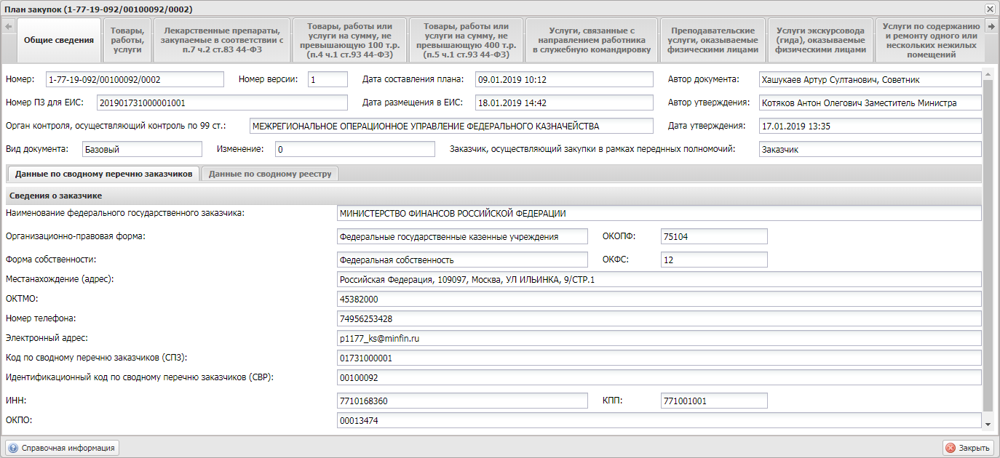 План закупок (1-77-19-092/00100092/0002)
Общие сведения
Товары,
работы,
услуги
Лекарственные препараты,
закупаемые в соответствии с
п.7 ч.2 ст.83 44-ФЗ
Товары, работы или
услуги на сумму, не
превышающую 100 т.р.
(п.4 ч.1 ст.93 44-ФЗ)
Товары, работы или
услуги на сумму, не
превышающую 400 т.р.
(п.5 ч.1 ст.93 44-ФЗ)
Услуги, связанные с
направлением работника
в служебную командировку
Преподавательские
услуги, оказываемые
физическими лицами
Услуги экскурсовода
(гида), оказываемые
физическими лицами
Услуги по содержанию
и ремонту одного или
нескольких нежилых
помещений
Номер: 1-77-19-092/00100092/0002 Номер версии: 1 Дата составления плана: 09.01.2019 10:12 Автор документа: Хашукаев Артур Султанович, Советник
Номер ПЗ для ЕИС: 201901731000001001 Дата размещения в ЕИС: 18.01.2019 14:42 Автор утверждения: Котяков Антон Олегович Заместитель Министра
Орган контроля, осуществляющий контроль по 99 ст.: МЕЖРЕГИОНАЛЬНОЕ ОПЕРАЦИОННОЕ УПРАВЛЕНИЕ ФЕДЕРАЛЬНОГО КАЗНАЧЕЙСТВА Дата утверждения: 17.01.2019 13:35
Вид документа: Базовый Изменение: 0 Заказчик, осуществляющий закупки в рамках переднных полномочий: Заказчик
Данные по сводному перечню заказчиков Данные по сводному реестру
Сведения о заказчике
Наименование федерального государственного заказчика: МИНИСТЕРСТВО ФИНАНСОВ РОССИЙСКОЙ ФЕДЕРАЦИИ
Организационно-правовая форма: Федеральные государственные казенные учреждения ОКОПФ: 75104
Форма собственности: Федеральная собственность ОКФС: 12
Местанахождение (адрес): Российская Федерация, 109097, Москва, УЛ ИЛЬИНКА, 9/СТР.1
ОКТМО: 45382000
Номер телефона: 74956253428
Электронный адрес: p1177_ks@minfin.ru
Код по сводному перечню заказчиков (СПЗ): 01731000001
Идентификационный код по сводному перечню заказчиков (СВР): 00100092
ИНН: 7710168360 КПП: 771001001
ОКПО: 00013474
Справочная информация Закрыть